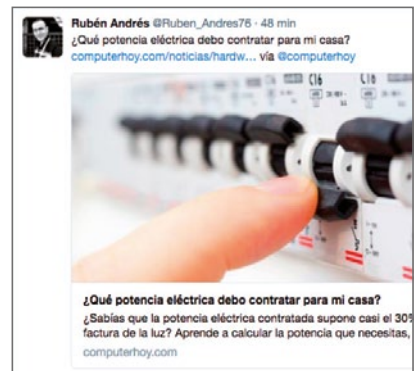 Rubén Andrés @Ruben_Andres76 · 48 min
¿Qué potencia eléctrica debo contratar para mi casa?
computerhoy.com/noticias/hardw... vía @computerhoy
C16
C16
¿Qué potencia eléctrica debo contratar para mi casa?
¿Sabías que la potencia eléctrica contratada supone casi el 30%
factura de la luz? Aprende a calcular la potencia que necesitas,
computerhoy.com